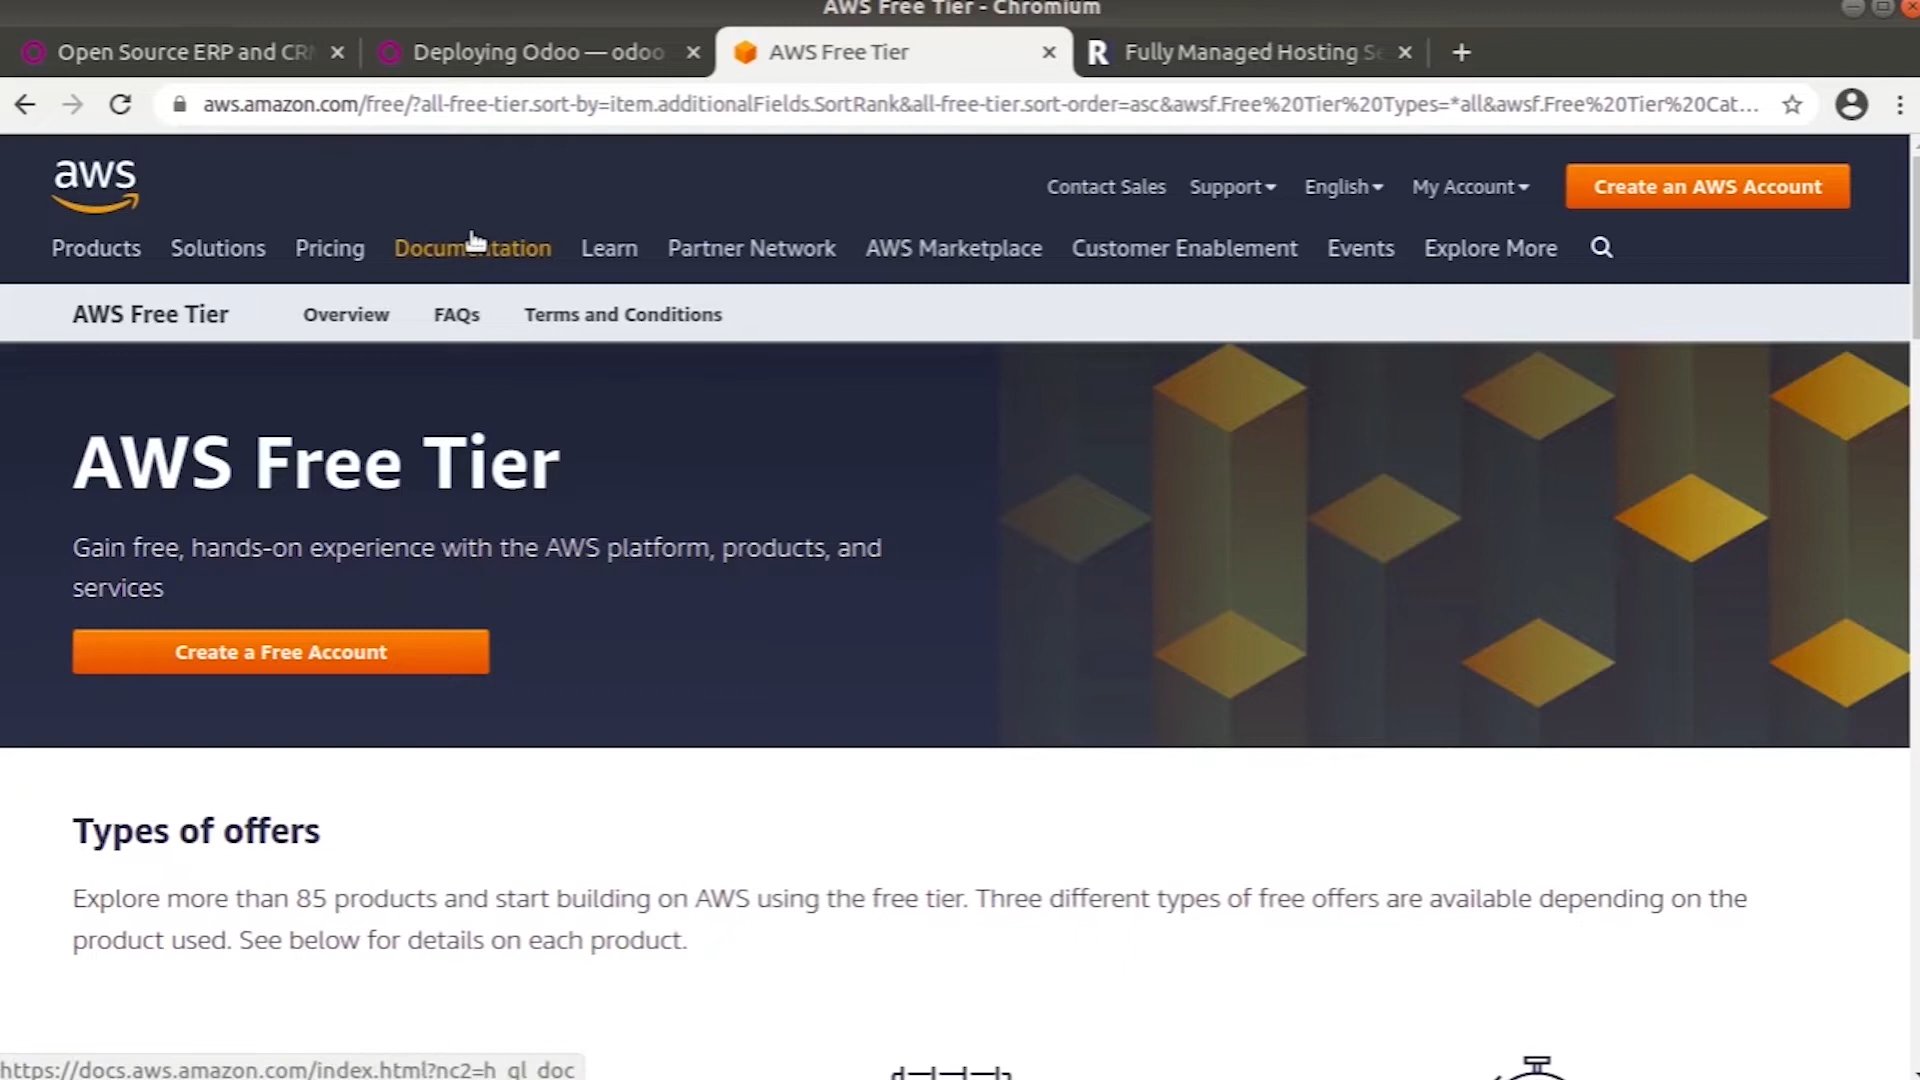 AWS Free Tier - Chromium
Open Source ERP and CR
Deploying Odoo — odoo
AWS Free Tier
Fully Managed Hosting Se
aws.amazon.com/free/?all-free-tier.sort-by=item.additionalFields.SortRank&all-free-tier.sort-order=asc&awsf.Free%20Tier%20Types=*all&awsf.Free%20Tier%20Cat...
aws
Contact Sales
Support
English
My Account
Create an AWS Account
Products
Solutions
Pricing
Documentation
Learn
Partner Network
AWS Marketplace
Customer Enablement
Events
Explore More
AWS Free Tier
Overview
FAQs
Terms and Conditions
AWS Free Tier
Gain free, hands-on experience with the AWS platform, products, and
services
Create a Free Account
Types of offers
Explore more than 85 products and start building on AWS using the free tier. Three different types of free offers are available depending on the
product used. See below for details on each product.
https://docs.aws.amazon.com/index.html?nc2=h_ql_doc